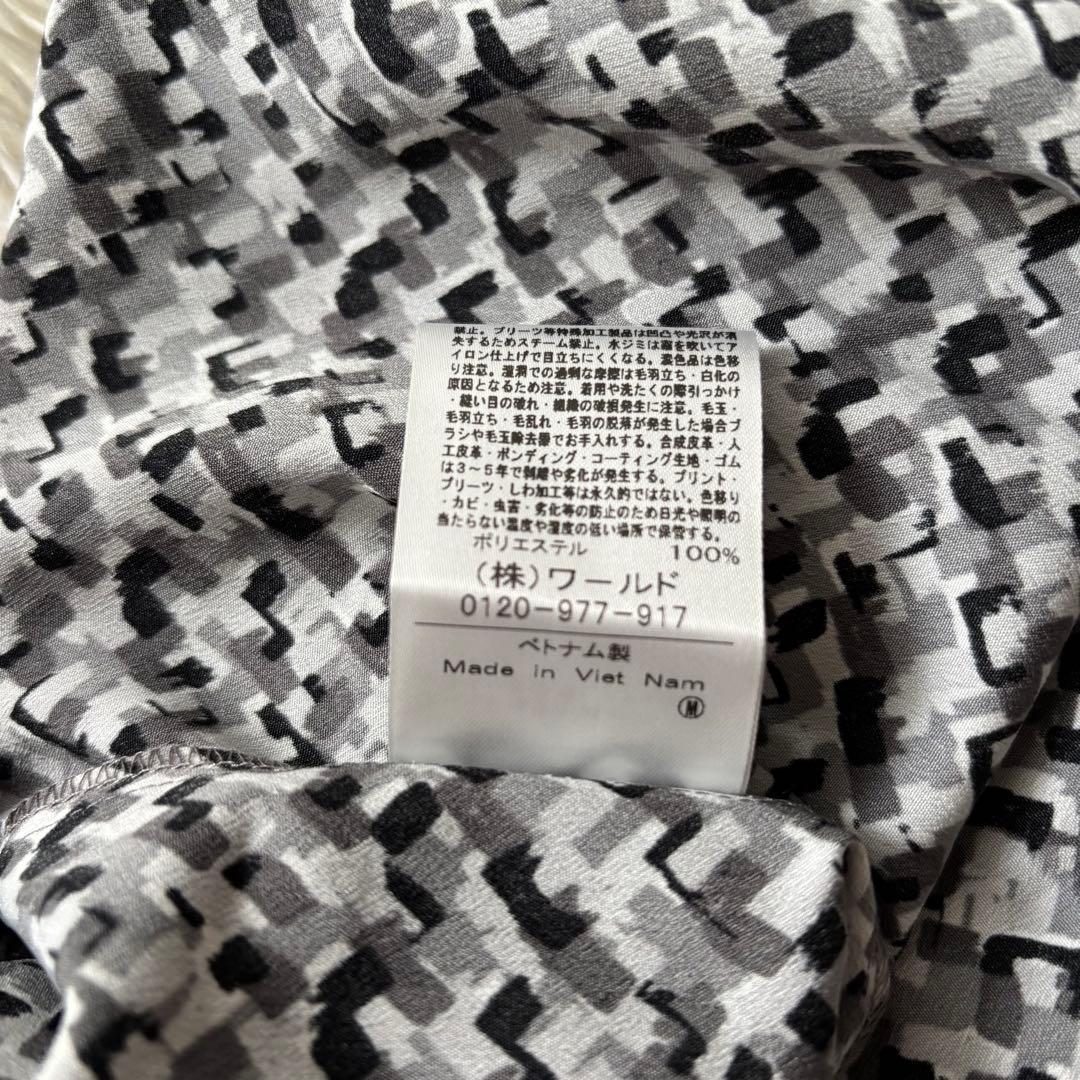 禁止。プリーツ等特殊加工製品は凹凸や光沢が消
失するためスチーム禁止。水ジミは霧を吹いてア
イロン仕上げで目立ちにくくなる。濃色品は色移
り注意。湿潤での過剰な摩擦は毛羽立ち・白化の
原因となるため注意。着用や洗たくの際引っかけ
・縫い目の破れ・組織の破損発生に注意。毛玉・
毛羽立ち・毛乱れ・毛羽の脱落が発生した場合ブ
ラシや毛玉除去器でお手入れする。合成皮革・人
工皮革・ボンディング・コーティング生地・ゴム
は3～5年で剥離や劣化が発生する。プリント・
プリーツ・しわ加工等は永久的ではない。色移り
・カビ・虫害・劣化等の防止のため日光や照明の
当たらない温度や湿度の低い場所で保管する。
ポリエステル 100%
(株)ワールド
0120-977-917
ベトナム製
Made in Viet Nam
Ⓜ